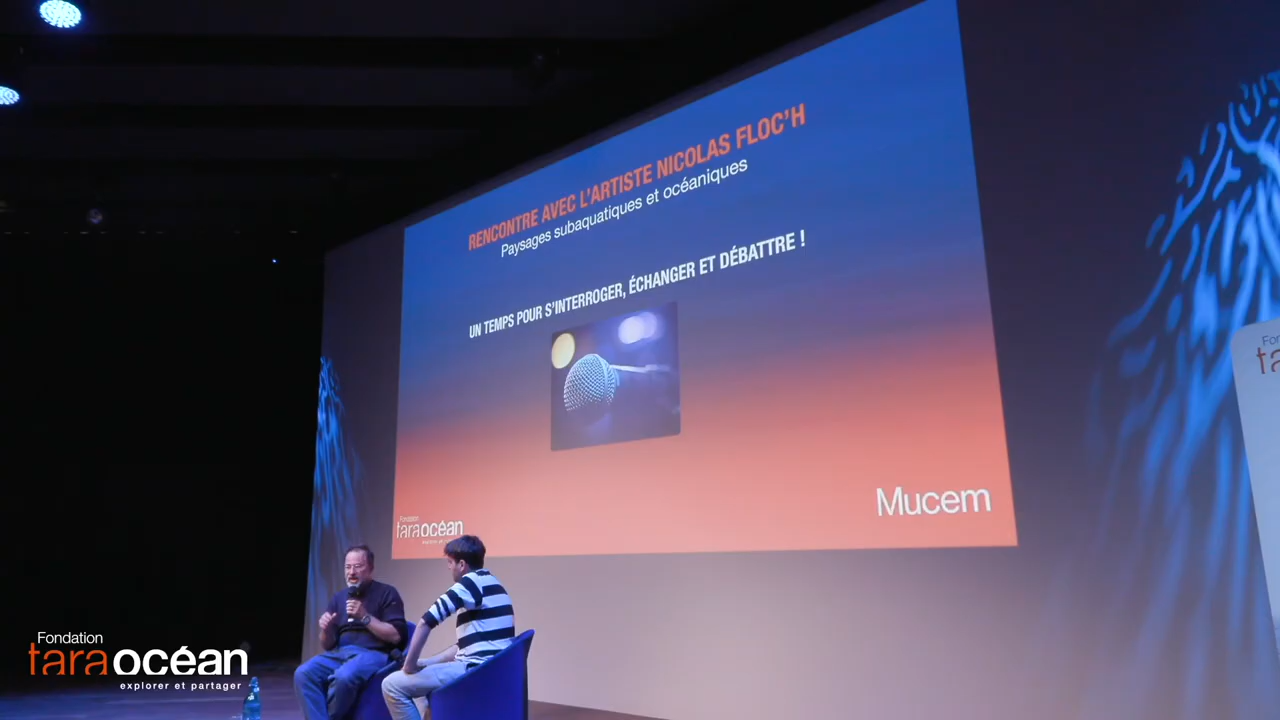 RENCONTRE AVEC L'ARTISTE NICOLAS FLOC'H
Paysages subaquatiques et océaniques
UN TEMPS POUR S'INTERROGER, ÉCHANGER ET DÉBATTRE !
Mucem
Fondation
taraocéan
Fondation
taraocéan
explorer et partager